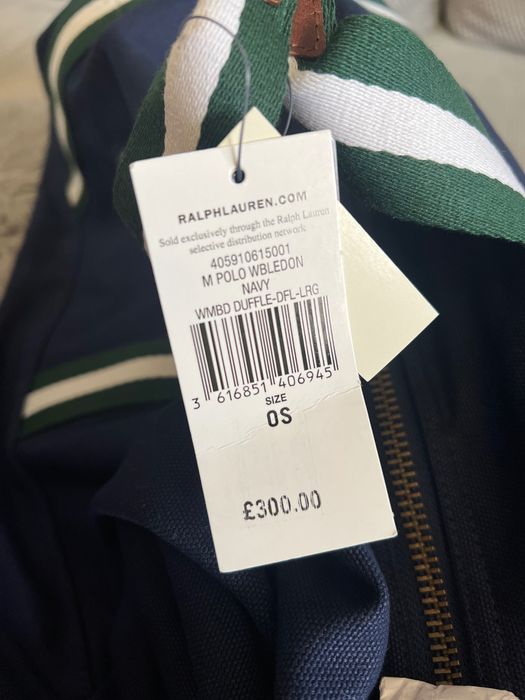 RALPHLAUREN.COM
Sold exclusively through the Ralph Lauren
selective distribution network
405910615001
M POLO WBLEDON
NAVY
WMBD DUFFLE-DFL-LRG
3 616851 406945
SIZE
OS
£300.00